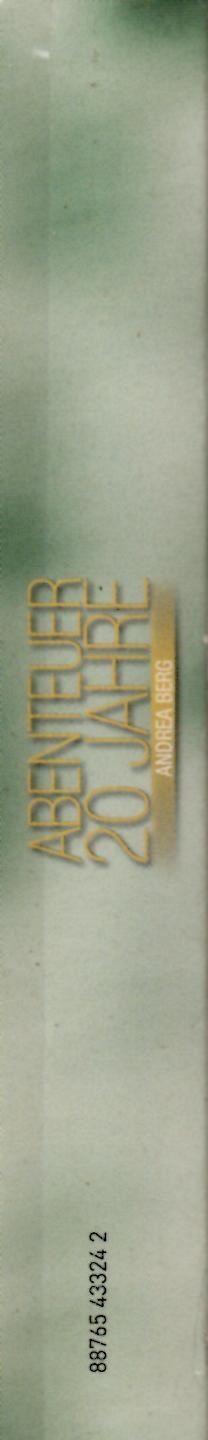 ABENTEUER
20 JAHRE
ANDREA BERG
88765 43324 2